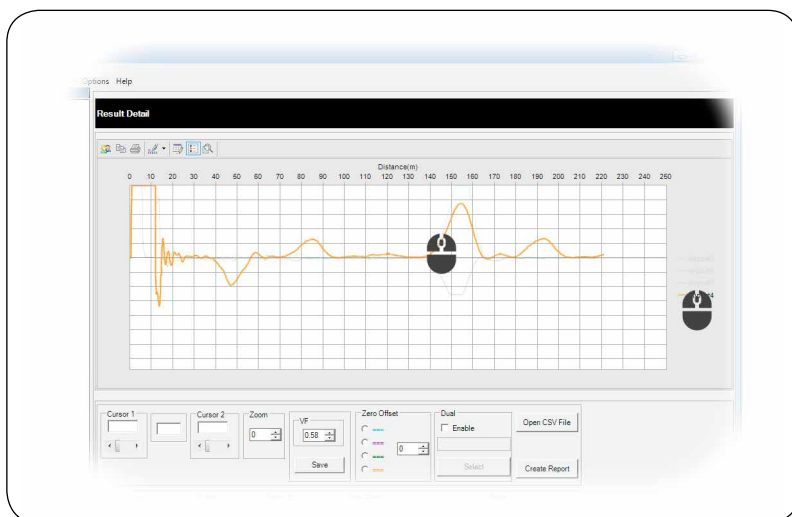 Options Help
Result Detail
Distance(m)
0 10 20 30 40 50 60 70 80 90 100 110 120 130 140 150 160 170 180 190 200 210 220 230 240 250
Cursor 1
Cursor 2
Zoom
0
VF
0.58
Save
Zero Offset
0
Dual
Enable
Select
Open CSV File
Create Report